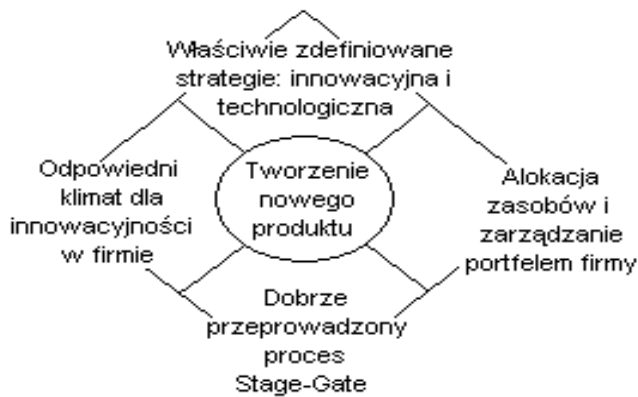 Właściwie zdefiniowane
strategie: innowacyjna i
technologiczna
Odpowiedni
klimat dla
innowacyjności
w firmie
Tworzenie
nowego
produktu
Alokacja
zasobów i
zarządzanie
portfelem firmy
Dobrze
przeprowadzony
proces
Stage-Gate